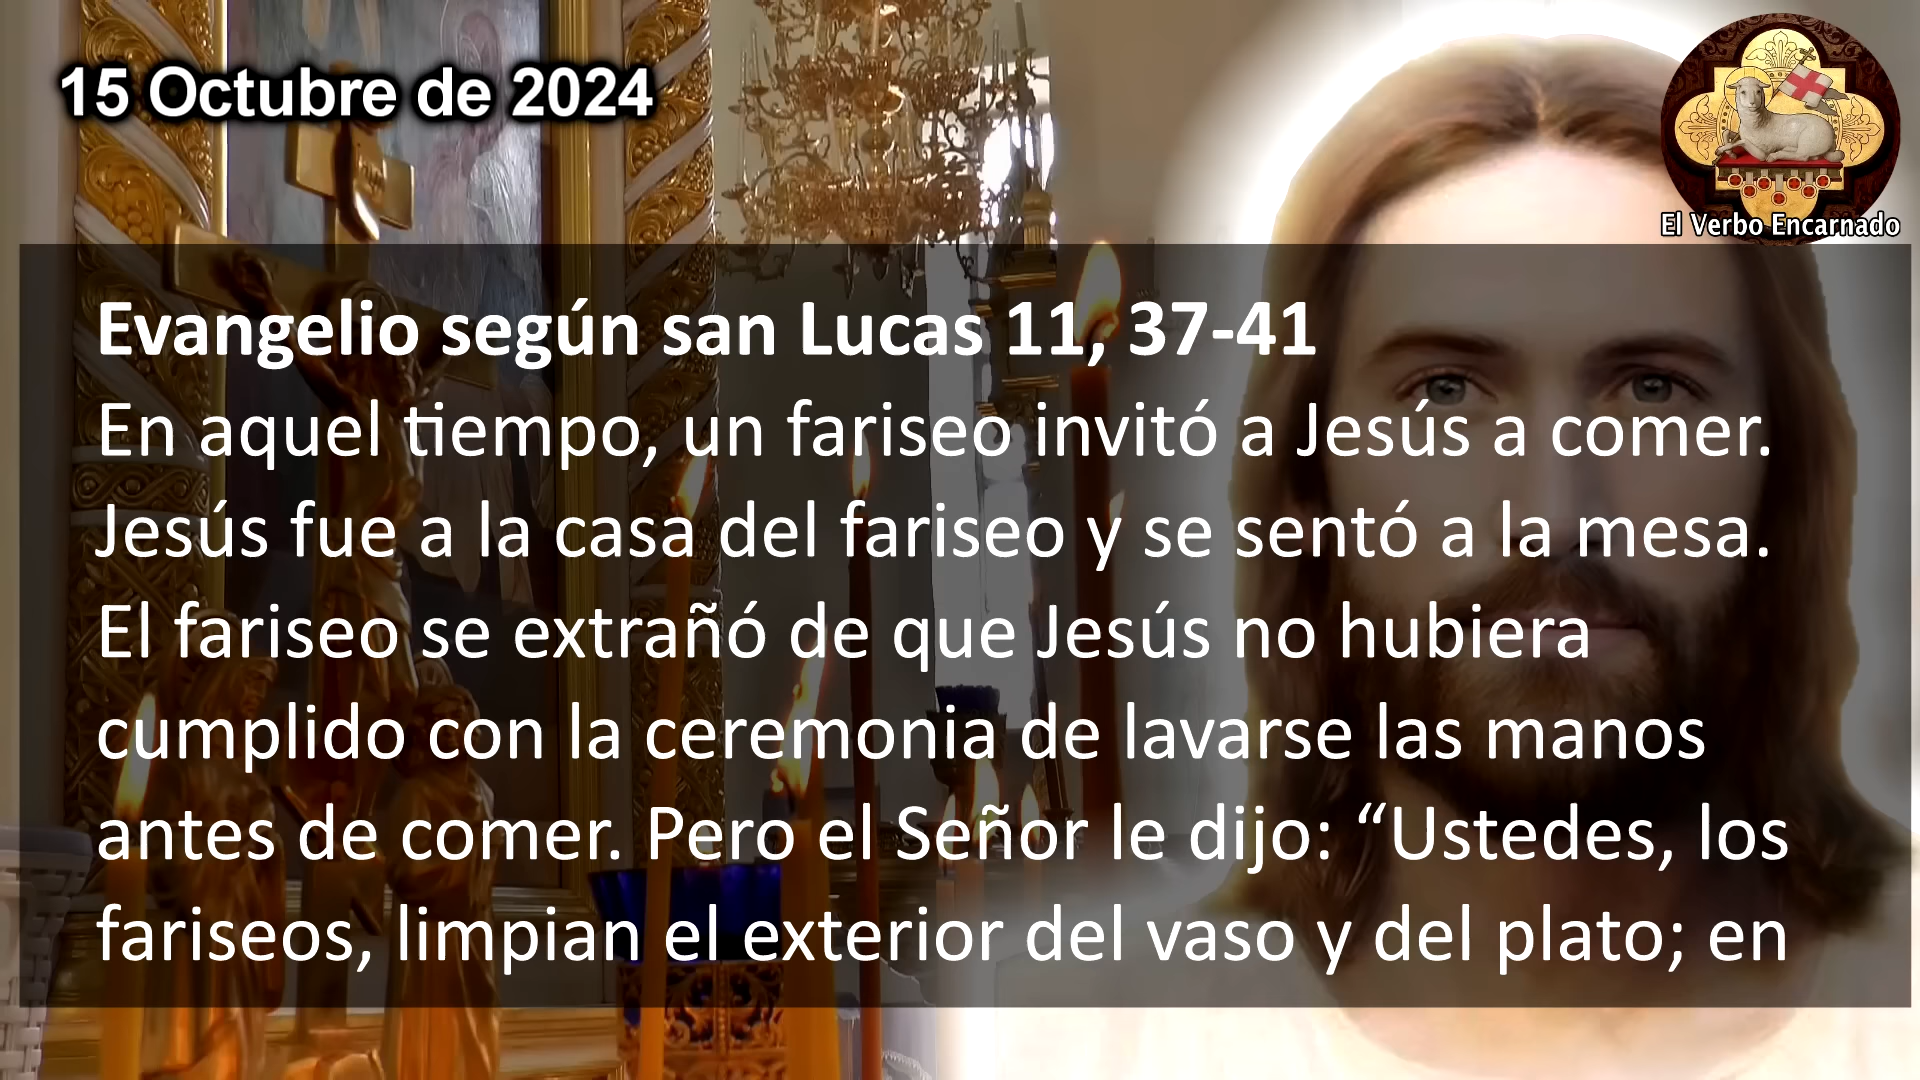 15 Octubre de 2024
El Verbo Encarnado
Evangelio según san Lucas 11, 37-41
En aquel tiempo, un fariseo invitó a Jesús a comer.
Jesús fue a la casa del fariseo y se sentó a la mesa.
El fariseo se extrañó de que Jesús no hubiera
cumplido con la ceremonia de lavarse las manos
antes de comer. Pero el Señor le dijo: “Ustedes, los
fariseos, limpian el exterior del vaso y del plato; en